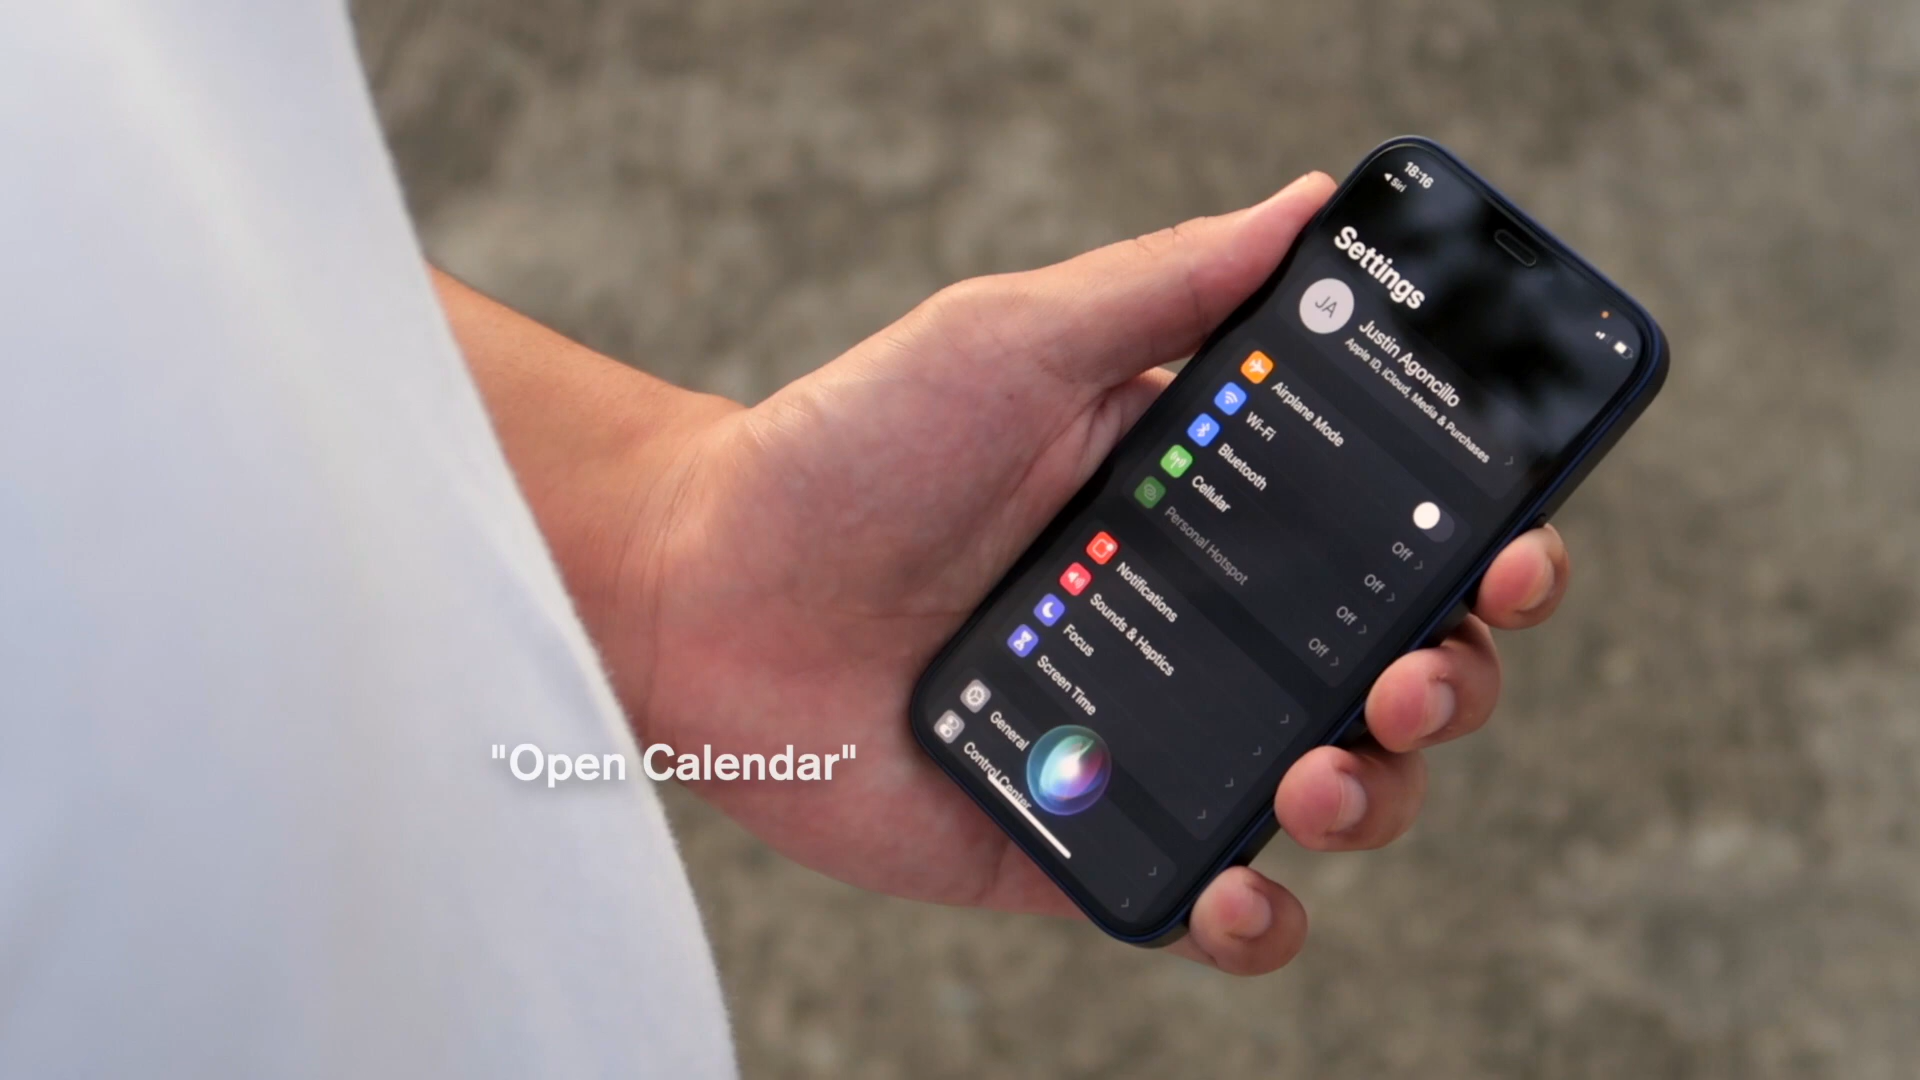 18:16
◀ Siri
Settings
JA
Justin Agoncillo
Apple ID, iCloud, Media & Purchases
Airplane Mode
Wi-Fi
Off
Bluetooth
Off
Cellular
Off
Personal Hotspot
Off
Notifications
Sounds & Haptics
Focus
Screen Time
General
Control Center
"Open Calendar"